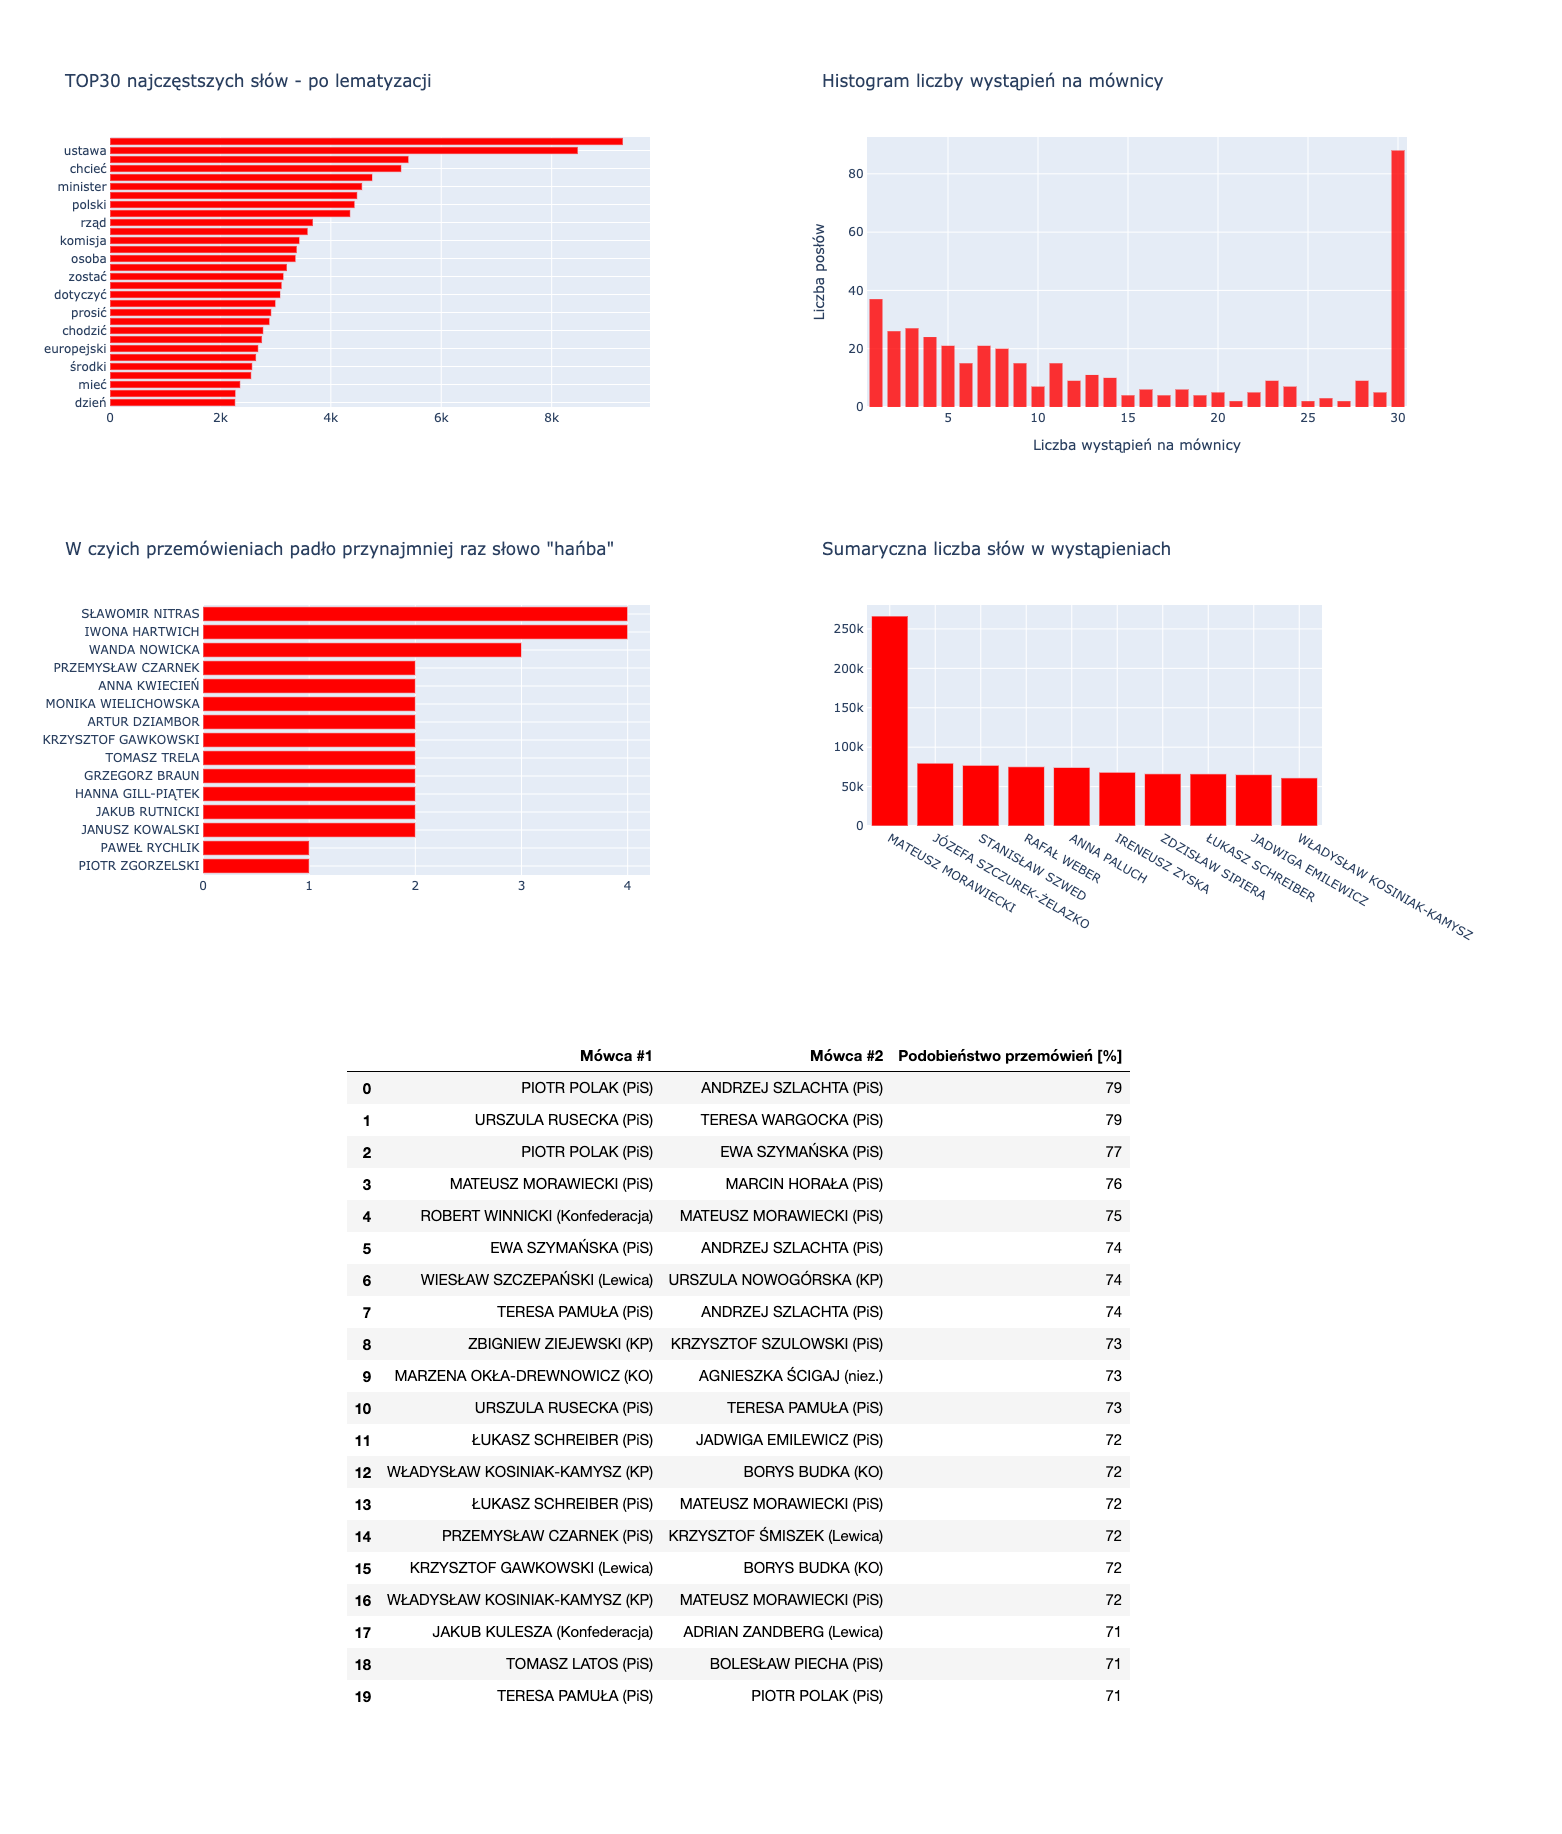 TOP30 najczęstszych słów - po lematyzacji
ustawa
chcieć
minister
polski
rząd
komisja
osoba
zostać
dotyczyć
prosić
chodzić
europejski
środki
mieć
dzień
0 2k 4k 6k 8k
Histogram liczby wystąpień na mównicy
Liczba posłów
80
60
40
20
0
5 10 15 20 25 30
Liczba wystąpień na mównicy
W czyich przemówieniach padło przynajmniej raz słowo "hańba"
SŁAWOMIR NITRAS
IWONA HARTWICH
WANDA NOWICKA
PRZEMYSŁAW CZARNEK
ANNA KWIECIEŃ
MONIKA WIELICHOWSKA
ARTUR DZIAMBOR
KRZYSZTOF GAWKOWSKI
TOMASZ TRELA
GRZEGORZ BRAUN
HANNA GILL-PIĄTEK
JAKUB RUTNICKI
JANUSZ KOWALSKI
PAWEŁ RYCHLIK
PIOTR ZGORZELSKI
0 1 2 3 4
Sumaryczna liczba słów w wystąpieniach
250k
200k
150k
100k
50k
0
MATEUSZ MORAWIECKI
JÓZEFA SZCZUREK-ŻELAZKO
STANISŁAW SZWED
RAFAŁ WEBER
ANNA PALUCH
IRENEUSZ ZYSKA
ZDZISŁAW SIPIERA
ŁUKASZ SCHREIBER
JADWIGA EMILEWICZ
WŁADYSŁAW KOSINIAK-KAMYSZ
Mówca #1 Mówca #2 Podobieństwo przemówień [%]
0 PIOTR POLAK (PiS) ANDRZEJ SZLACHTA (PiS) 79
1 URSZULA RUSECKA (PiS) TERESA WARGOCKA (PiS) 79
2 PIOTR POLAK (PiS) EWA SZYMAŃSKA (PiS) 77
3 MATEUSZ MORAWIECKI (PiS) MARCIN HORAŁA (PiS) 76
4 ROBERT WINNICKI (Konfederacja) MATEUSZ MORAWIECKI (PiS) 75
5 EWA SZYMAŃSKA (PiS) ANDRZEJ SZLACHTA (PiS) 74
6 WIESŁAW SZCZEPAŃSKI (Lewica) URSZULA NOWOGÓRSKA (KP) 74
7 TERESA PAMUŁA (PiS) ANDRZEJ SZLACHTA (PiS) 74
8 ZBIGNIEW ZIEJEWSKI (KP) KRZYSZTOF SZULOWSKI (PiS) 73
9 MARZENA OKŁA-DREWNOWICZ (KO) AGNIESZKA ŚCIGAJ (niez.) 73
10 URSZULA RUSECKA (PiS) TERESA PAMUŁA (PiS) 73
11 ŁUKASZ SCHREIBER (PiS) JADWIGA EMILEWICZ (PiS) 72
12 WŁADYSŁAW KOSINIAK-KAMYSZ (KP) BORYS BUDKA (KO) 72
13 ŁUKASZ SCHREIBER (PiS) MATEUSZ MORAWIECKI (PiS) 72
14 PRZEMYSŁAW CZARNEK (PiS) KRZYSZTOF ŚMISZEK (Lewica) 72
15 KRZYSZTOF GAWKOWSKI (Lewica) BORYS BUDKA (KO) 72
16 WŁADYSŁAW KOSINIAK-KAMYSZ (KP) MATEUSZ MORAWIECKI (PiS) 72
17 JAKUB KULESZA (Konfederacja) ADRIAN ZANDBERG (Lewica) 71
18 TOMASZ LATOS (PiS) BOLESŁAW PIECHA (PiS) 71
19 TERESA PAMUŁA (PiS) PIOTR POLAK (PiS) 71